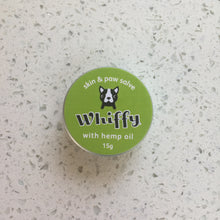 skin & paw salve
Whiffy
with hemp oil
15g